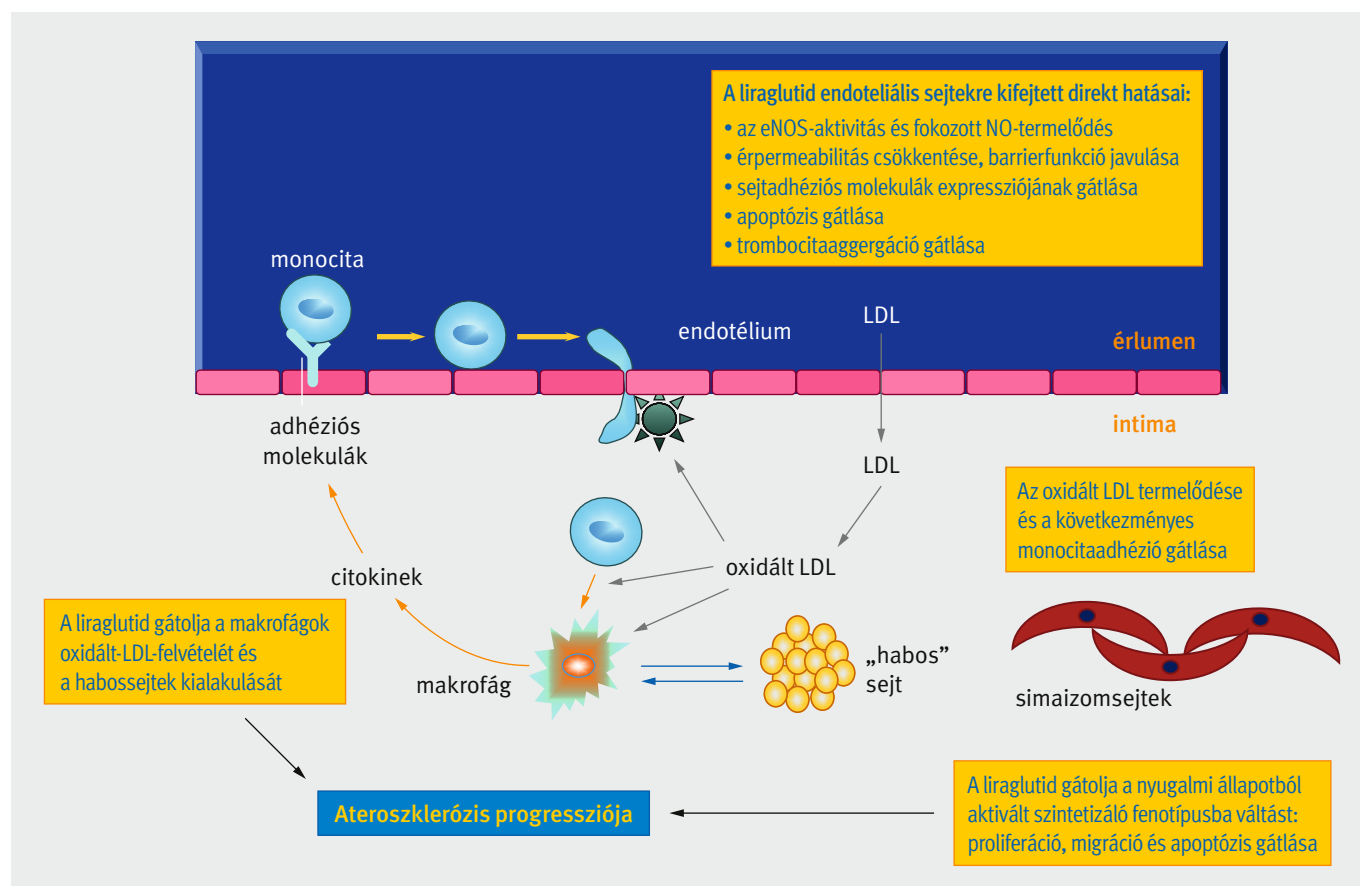 A liraglutid endoteliális sejtekre kifejtett direkt hatásai:
• az eNOS-aktivitás és fokozott NO-termelődés
• érpermeabilitás csökkentése, barrierfunkció javulása
• sejtadhéziós molekulák expressziójának gátlása
• apoptózis gátlása
• trombocitaaggergáció gátlása
monocita
endotélium
LDL
érlumen
adhéziós
molekulák
intima
LDL
Az oxidált LDL termelődése
és a következményes
monocitaadhézió gátlása
oxidált LDL
citokinek
A liraglutid gátolja a makrofágok
oxidált-LDL-felvételét és
a habossejtek kialakulását
makrofág
„habos”
sejt
simaizomsejtek
Ateroszklerózis progressziója
A liraglutid gátolja a nyugalmi állapotból
aktivált szintetizáló fenotípusba váltást:
proliferáció, migráció és apoptózis gátlása